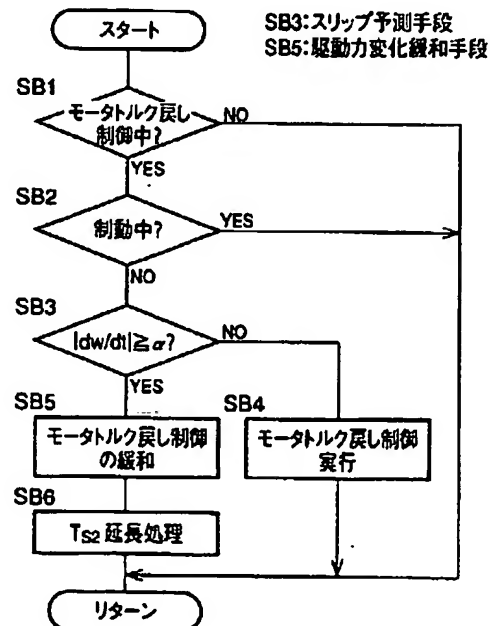 スタート
SB3:スリップ予測手段
SB5:駆動力変化緩和手段
SB1
モータトルク戻し
制御中?
NO
YES
SB2
制動中?
YES
NO
SB3
|dw/dt|≧α?
NO
YES
SB5
モータトルク戻し制御
の緩和
SB4
モータトルク戻し制御
実行
SB6
TS2 延長処理
リターン